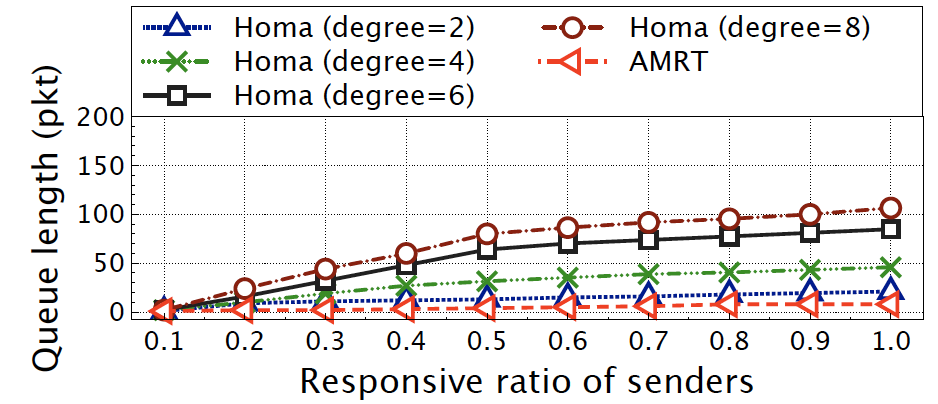 Homa (degree=2)
Homa (degree=8)
Homa (degree=4)
AMRT
Homa (degree=6)
Queue length (pkt)
200
150
100
50
0
0.1 0.2 0.3 0.4 0.5 0.6 0.7 0.8 0.9 1.0
Responsive ratio of senders